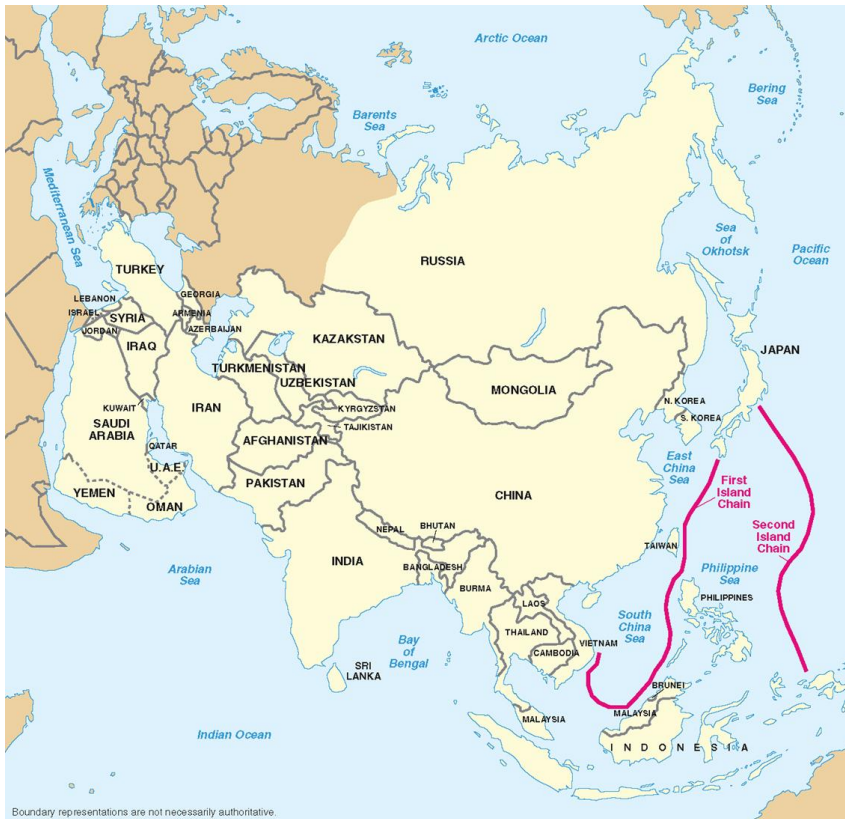 Arctic Ocean
Bering
Sea
Barents
Sea
Mediterranean Sea
Sea
of
Okhotsk
Pacific
Ocean
RUSSIA
TURKEY
GEORGIA
LEBANON
ISRAEL
SYRIA
ARMENIA
JORDAN
AZERBAIJAN
IRAQ
KAZAKSTAN
JAPAN
TURKMENISTAN
UZBEKISTAN
MONGOLIA
N. KOREA
S. KOREA
KUWAIT
IRAN
KYRGYZSTAN
TAJIKISTAN
SAUDI
ARABIA
QATAR
AFGHANISTAN
U.A.E.
PAKISTAN
East
China
Sea
First
Island
Chain
YEMEN
OMAN
CHINA
Second
Island
Chain
NEPAL
BHUTAN
TAIWAN
INDIA
BANGLADESH
Arabian
Sea
BURMA
Philippine
Sea
LAOS
PHILIPPINES
South
China
Sea
THAILAND
VIETNAM
CAMBODIA
Bay
of
Bengal
SRI
LANKA
BRUNEI
MALAYSIA
MALAYSIA
Indian Ocean
INDONESIA
Boundary representations are not necessarily authoritative.